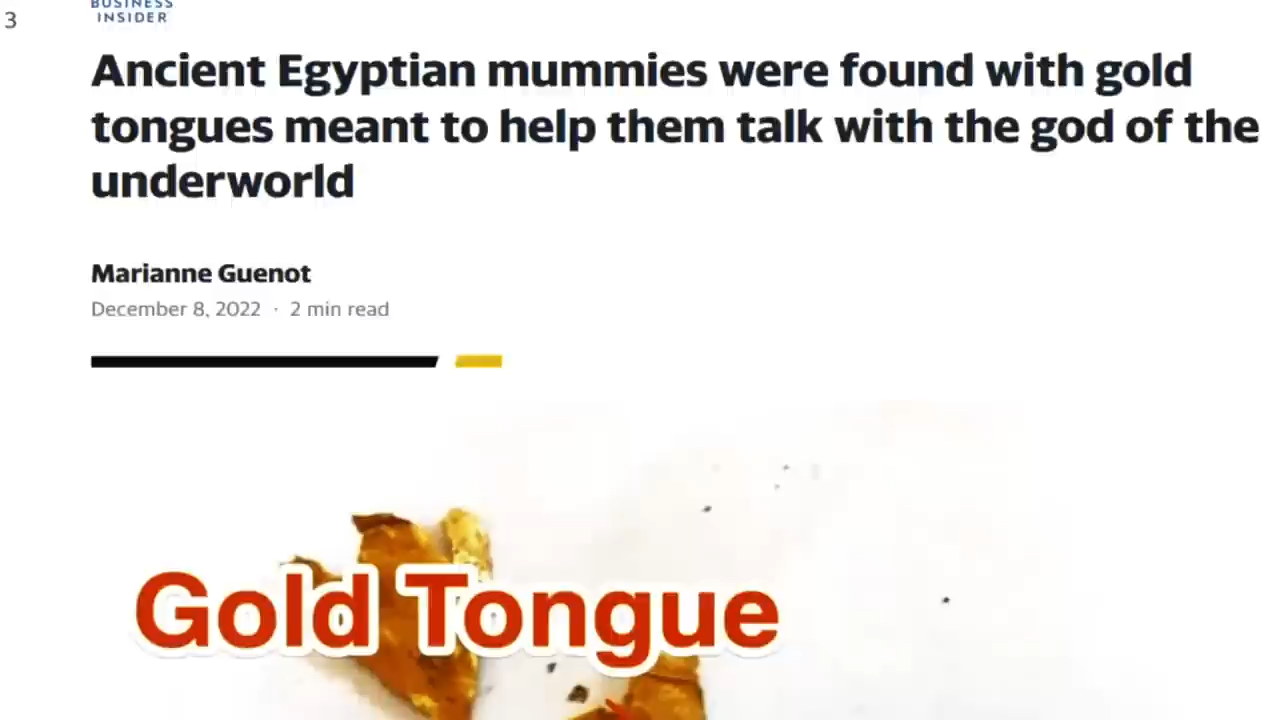 3
BUSINESS
INSIDER
Ancient Egyptian mummies were found with gold
tongues meant to help them talk with the god of the
underworld
Marianne Guenot
December 8, 2022 · 2 min read
Gold Tongue